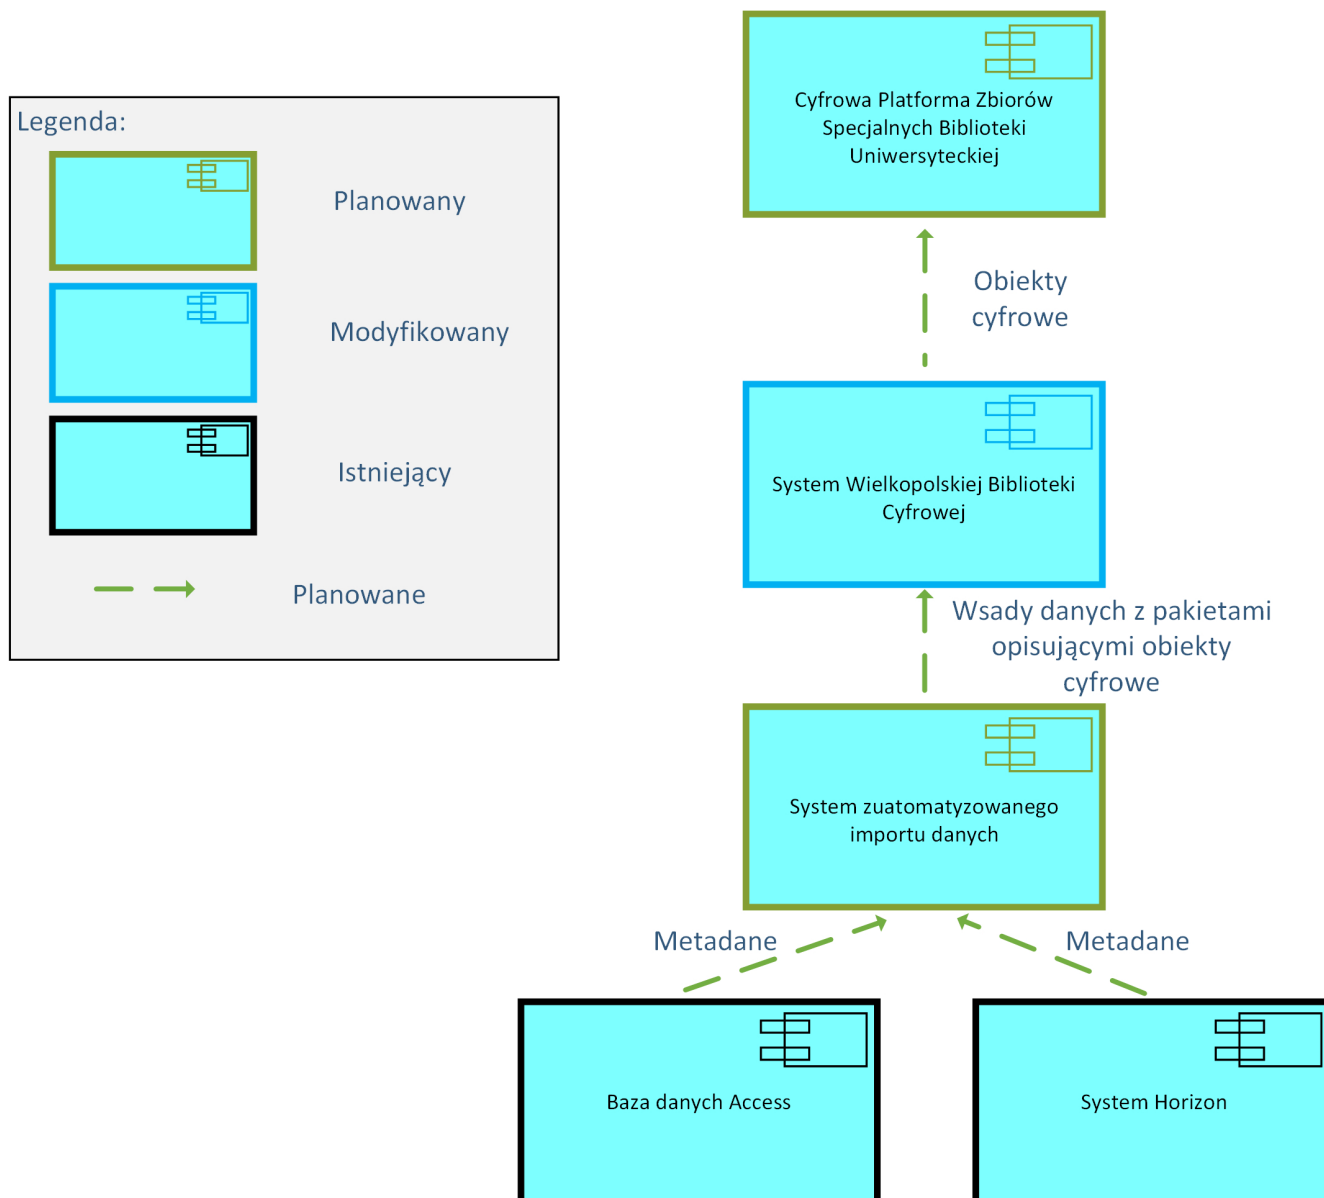 Legenda:
Planowany
Modyfikowany
Istniejący
Planowane
Cyfrowa Platforma Zbiorów
Specjalnych Biblioteki
Uniwersyteckiej
Obiekty
cyfrowe
System Wielkopolskiej Biblioteki
Cyfrowej
Wsady danych z pakietami
opisującymi obiekty
cyfrowe
System zuatomatyzowanego
importu danych
Metadane
Metadane
Baza danych Access
System Horizon